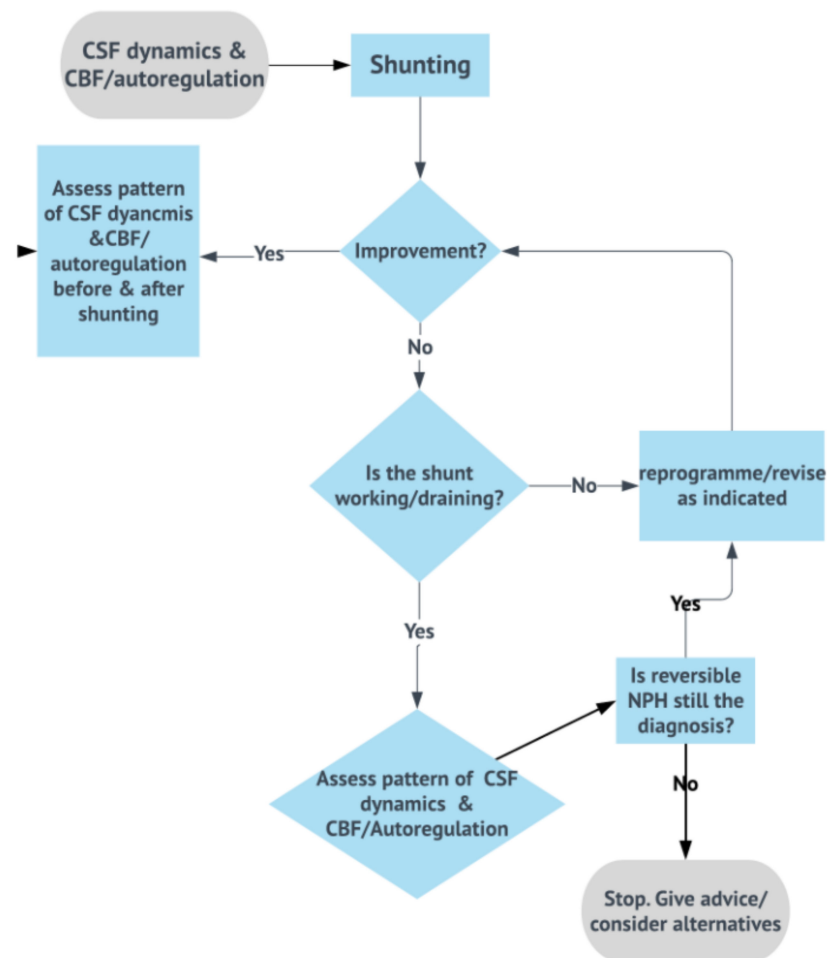 CSF dynamics &
CBF/autoregulation
Shunting
Assess pattern
of CSF dyancmis
&CBF/
autoregulation
before & after
shunting
Yes
Improvement?
No
Is the shunt
working/draining?
No
reprogramme/revise
as indicated
Yes
Yes
Is reversible
NPH still the
diagnosis?
Assess pattern of CSF
dynamics &
CBF/Autoregulation
No
Stop. Give advice/
consider alternatives